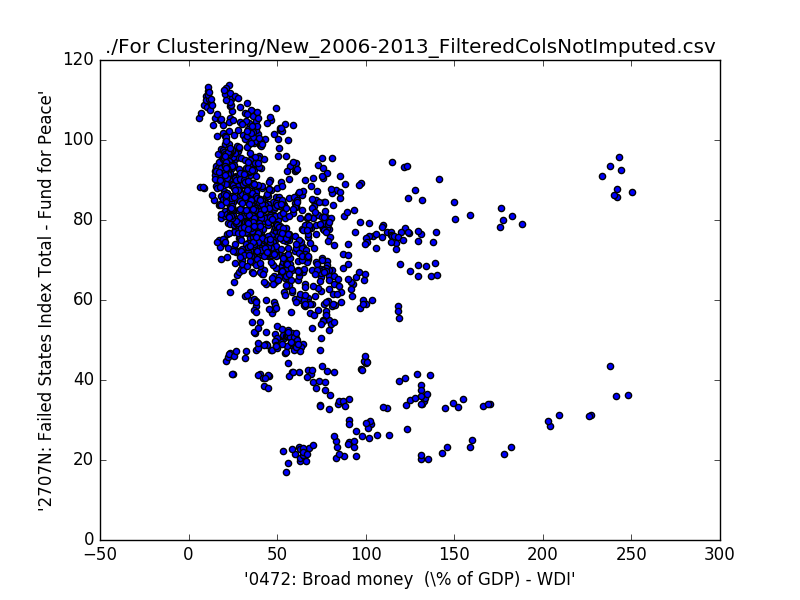 ./For Clustering/New_2006-2013_FilteredColsNotImputed.csv
120
100
80
60
40
20
0
'2707N: Failed States Index Total - Fund for Peace'
−50 0 50 100 150 200 250 300
'0472: Broad money  (\% of GDP) - WDI'